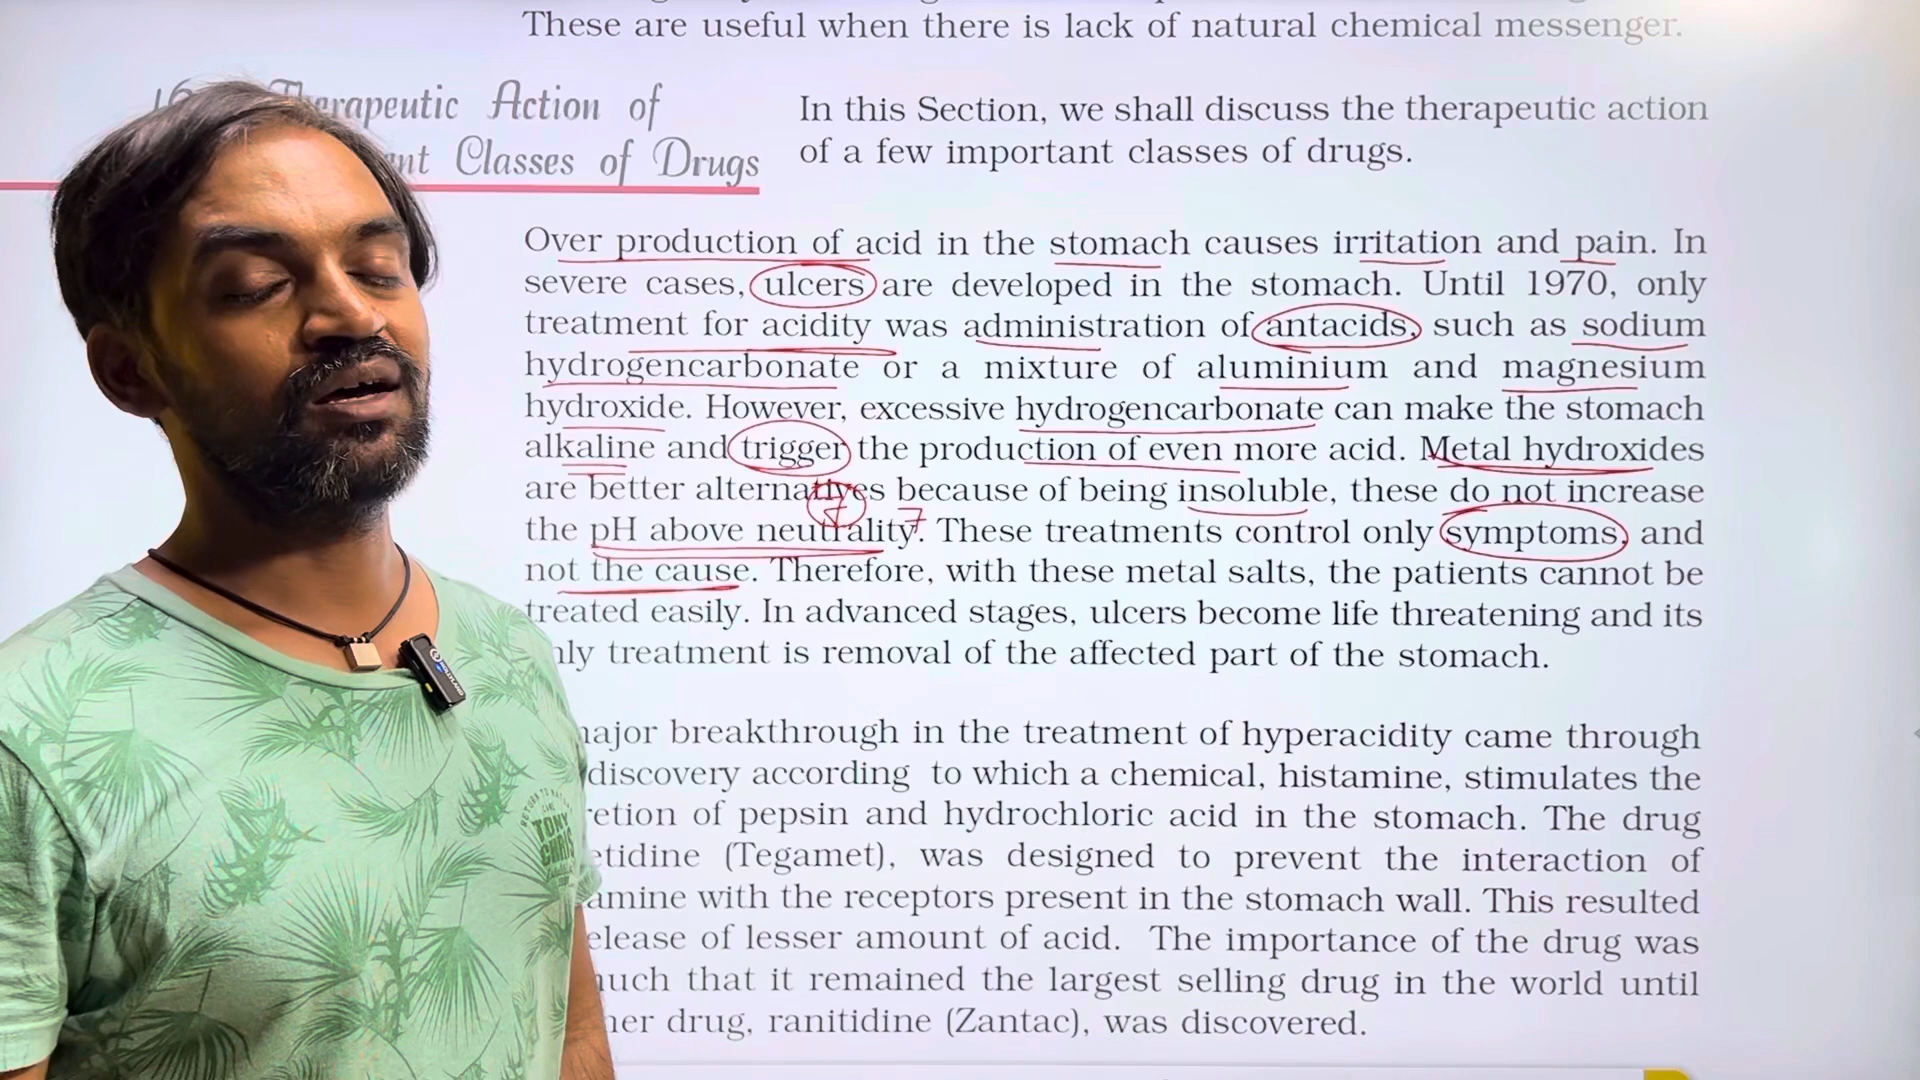 These are useful when there is lack of natural chemical messenger.
Therapeutic Action of
Classes of Drugs
In this Section, we shall discuss the therapeutic action
of a few important classes of drugs.
Over production of acid in the stomach causes irritation and pain. In
severe cases, ulcers are developed in the stomach. Until 1970, only
treatment for acidity was administration of antacids, such as sodium
hydrogencarbonate or a mixture of aluminium and magnesium
hydroxide. However, excessive hydrogencarbonate can make the stomach
alkaline and trigger the production of even more acid. Metal hydroxides
are better alternatives because of being insoluble, these do not increase
7
7
the pH above neutrality. These treatments control only symptoms, and
not the cause. Therefore, with these metal salts, the patients cannot be
treated easily. In advanced stages, ulcers become life threatening and its
treatment is removal of the affected part of the stomach.
breakthrough in the treatment of hyperacidity came through
discovery according to which a chemical, histamine, stimulates the
of pepsin and hydrochloric acid in the stomach. The drug
(Tegamet), was designed to prevent the interaction of
with the receptors present in the stomach wall. This resulted
of lesser amount of acid. The importance of the drug was
that it remained the largest selling drug in the world until
drug, ranitidine (Zantac), was discovered.
TONY
CHRIS